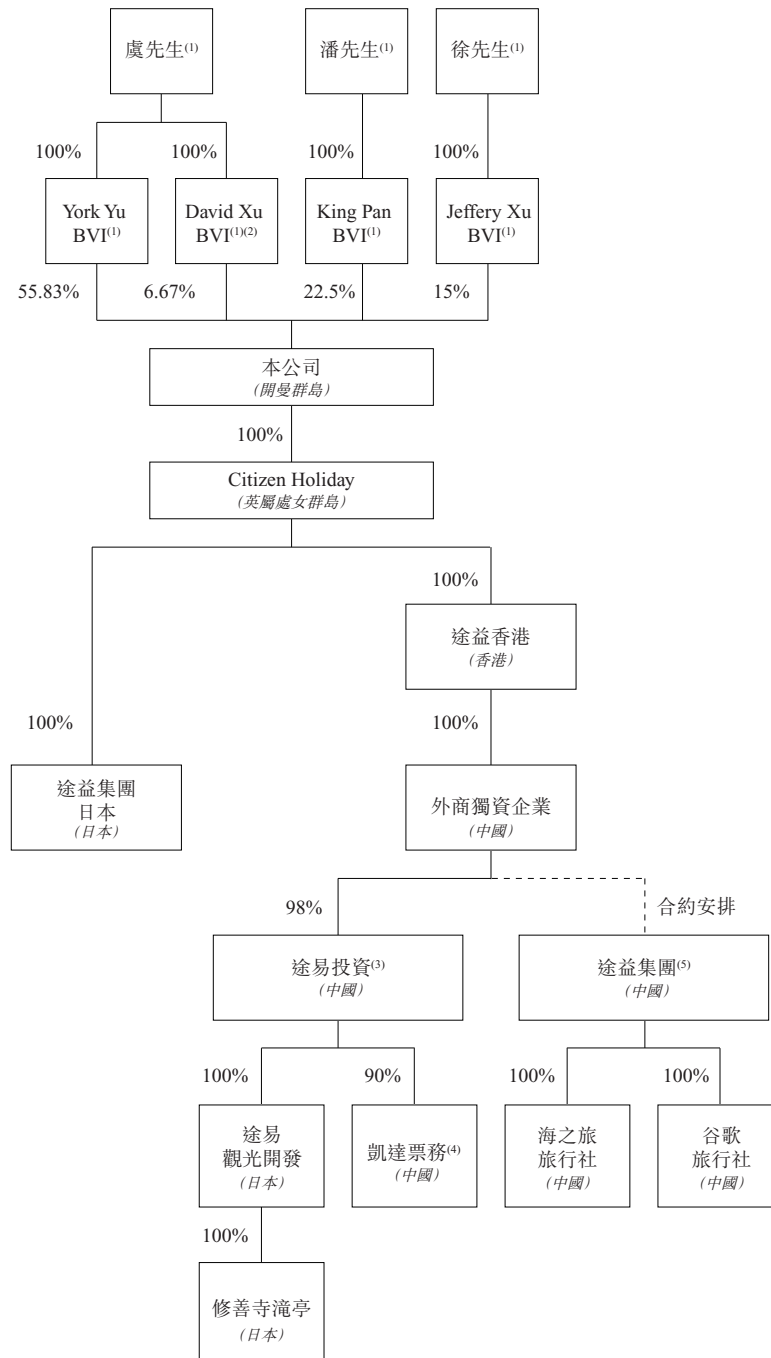 虞先生(1)
潘先生(1)
徐先生(1)
100%
100%
100%
100%
York Yu
BVI(1)
David Xu
BVI(1)(2)
King Pan
BVI(1)
Jeffery Xu
BVI(1)
55.83%
6.67%
22.5%
15%
本公司
(開曼群島)
100%
Citizen Holiday
(英屬處女群島)
100%
途益香港
(香港)
100%
100%
途益集團
日本
(日本)
外商獨資企業
(中國)
98%
合約安排
途易投資(3)
(中國)
途益集團(5)
(中國)
100%
90%
100%
100%
途易
觀光開發
(日本)
凱達票務(4)
(中國)
海之旅
旅行社
(中國)
谷歌
旅行社
(中國)
100%
修善寺滝亭
(日本)